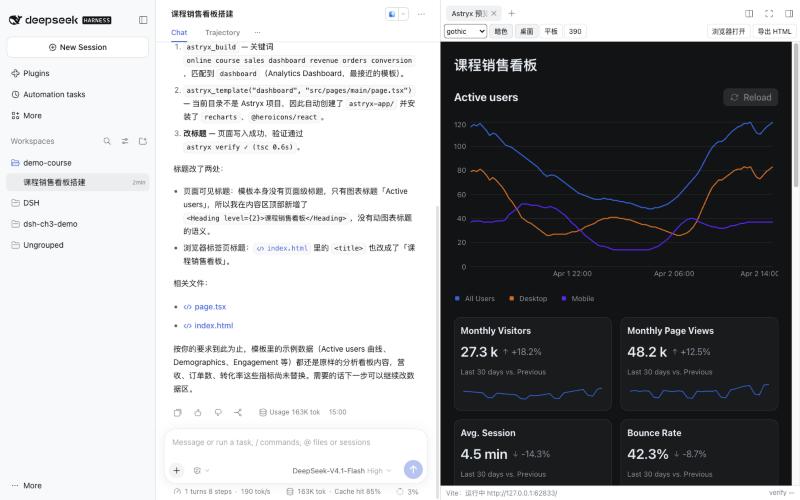 deepseek HARNESS
New Session
Plugins
Automation tasks
More
Workspaces
demo-course
课程销售看板搭建 2min
DSH
dsh-ch3-demo
Ungrouped
More
课程销售看板搭建
Chat Trajectory
1. astryx_build — 关键词
online course sales dashboard revenue orders conversion
，匹配到 dashboard （Analytics Dashboard，最接近的模板）。
2. astryx_template("dashboard", "src/pages/main/page.tsx")
— 当前目录不是 Astryx 项目，因此自动创建了 astryx-app/ 并安
装了 recharts、@heroicons/react 。
3. 改标题 — 页面写入成功，验证通过
astryx verify ✓ (tsc 0.6s) 。
标题改了两处：
• 页面可见标题：模板本身没有页面级标题，只有图表标题「Active
users」，所以我在内容区顶部新增了
<Heading level={2}>课程销售看板</Heading> ，没有动图表标题
的语义。
• 浏览器标签页标题： index.html 里的 <title> 也改成了「课
程销售看板」。
相关文件：
• page.tsx
• index.html
按你的要求到此为止，模板里的示例数据（Active users 曲线、
Demographics、Engagement 等）都还是原样的分析看板内容，营
收、订单数、转化率这些指标尚未替换。需要的话下一步可以继续改数
据区。
Usage 163K tok 15:00
Message or run a task, / commands; @ files or sessions
DeepSeek-V4.1-Flash High
1 turns 8 steps · 190 tok/s 163K tok · Cache hit 85% 3%
Astryx 预览
gothic 暗色 桌面 平板 390 浏览器打开 导出 HTML
课程销售看板
Active users Reload
120
100
80
60
40
20
0
Apr 1 22:00 Apr 2 06:00 Apr 2 14:00
All Users Desktop Mobile
Monthly Visitors
27.3 k ↑ +18.2%
Last 30 days vs. Previous
Monthly Page Views
48.2 k ↑ +12.5%
Last 30 days vs. Previous
Avg. Session
4.5 min ↓ -14.3%
Last 30 days vs. Previous
Bounce Rate
42.3% ↓ -8.7%
Last 30 days vs. Previous
Vite：运行中 http://127.0.0.1:62833/ verify —